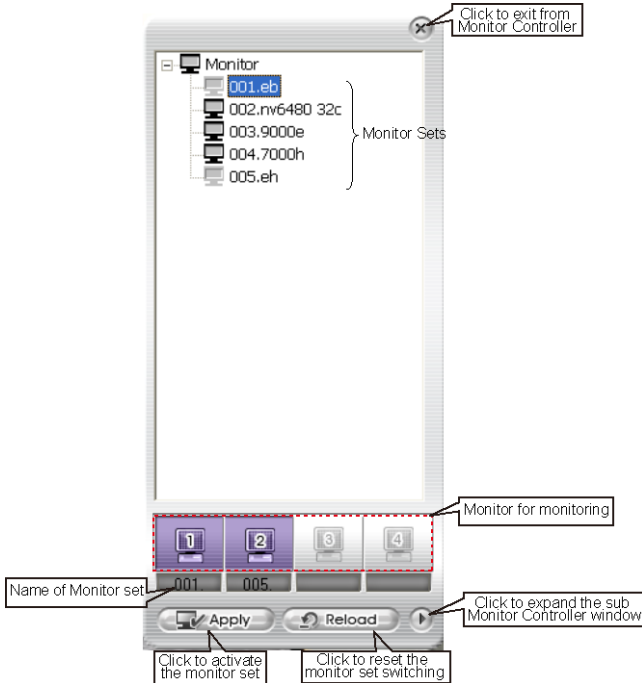 Click to exit from
Monitor Controller
Monitor
001.eb
002.nv6480 32c
003.9000e
004.7000h
005.eh
Monitor Sets
Monitor for monitoring
1
2
3
4
Name of Monitor set
001.
005.
Apply
Reload
Click to expand the sub
Monitor Controller window
Click to activate
the monitor set
Click to reset the
monitor set switching